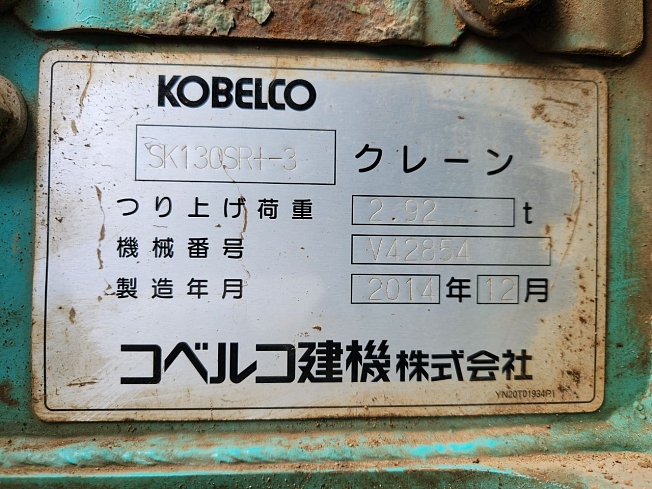 KOBELCO
SK130SR+-3 クレーン
つり上げ荷重 2.92 t
機械番号 V42854
製造年月 2014 年 12 月
コベルコ建機株式会社
YN20T01934P1